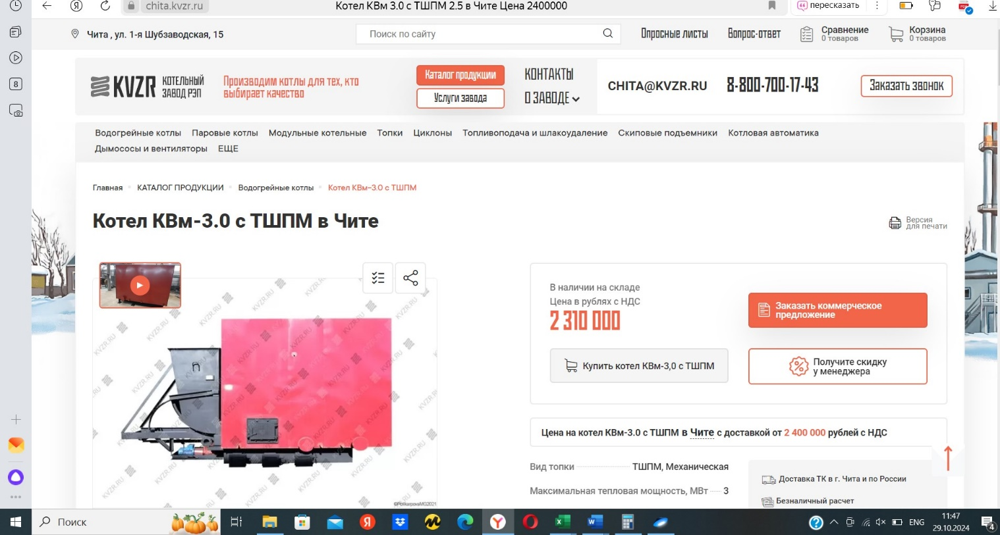 chita.kvzr.ru
Котел КВм 3.0 с ТШПМ 2.5 в Чите Цена 2400000
пересказать
Чита , ул. 1-я Шубзаводская, 15
Поиск по сайту
Опросные листы
Вопрос-ответ
Сравнение
0 товаров
Корзина
0 товаров
KVZR
КОТЕЛЬНЫЙ
ЗАВОД РЭП
Производим котлы для тех, кто
выбирает качество
Каталог продукции
Услуги завода
КОНТАКТЫ
О ЗАВОДЕ
CHITA@KVZR.RU
8-800-700-17-43
Заказать звонок
Водогрейные котлы Паровые котлы Модульные котельные Топки Циклоны Топливоподача и шлакоудаление Скиповые подъемники Котловая автоматика
Дымососы и вентиляторы ЕЩЕ
Главная КАТАЛОГ ПРОДУКЦИИ Водогрейные котлы Котел КВм-3.0 с ТШПМ
Котел КВм-3.0 с ТШПМ в Чите
Версия
для печати
KVZR.RU
©PolikarpovaMG2021
В наличии на складе
Цена в рублях с НДС
2 310 000
Заказать коммерческое
предложение
Купить котел КВм-3,0 с ТШПМ
Получите скидку
у менеджера
Цена на котел КВм-3.0 с ТШПМ в Чите с доставкой от 2 400 000 рублей с НДС
Вид топки ТШПМ, Механическая
Максимальная тепловая мощность, МВт 3
Доставка ТК в г. Чита и по России
Безналичный расчет
8
Поиск
ENG
11:47
29.10.2024
4